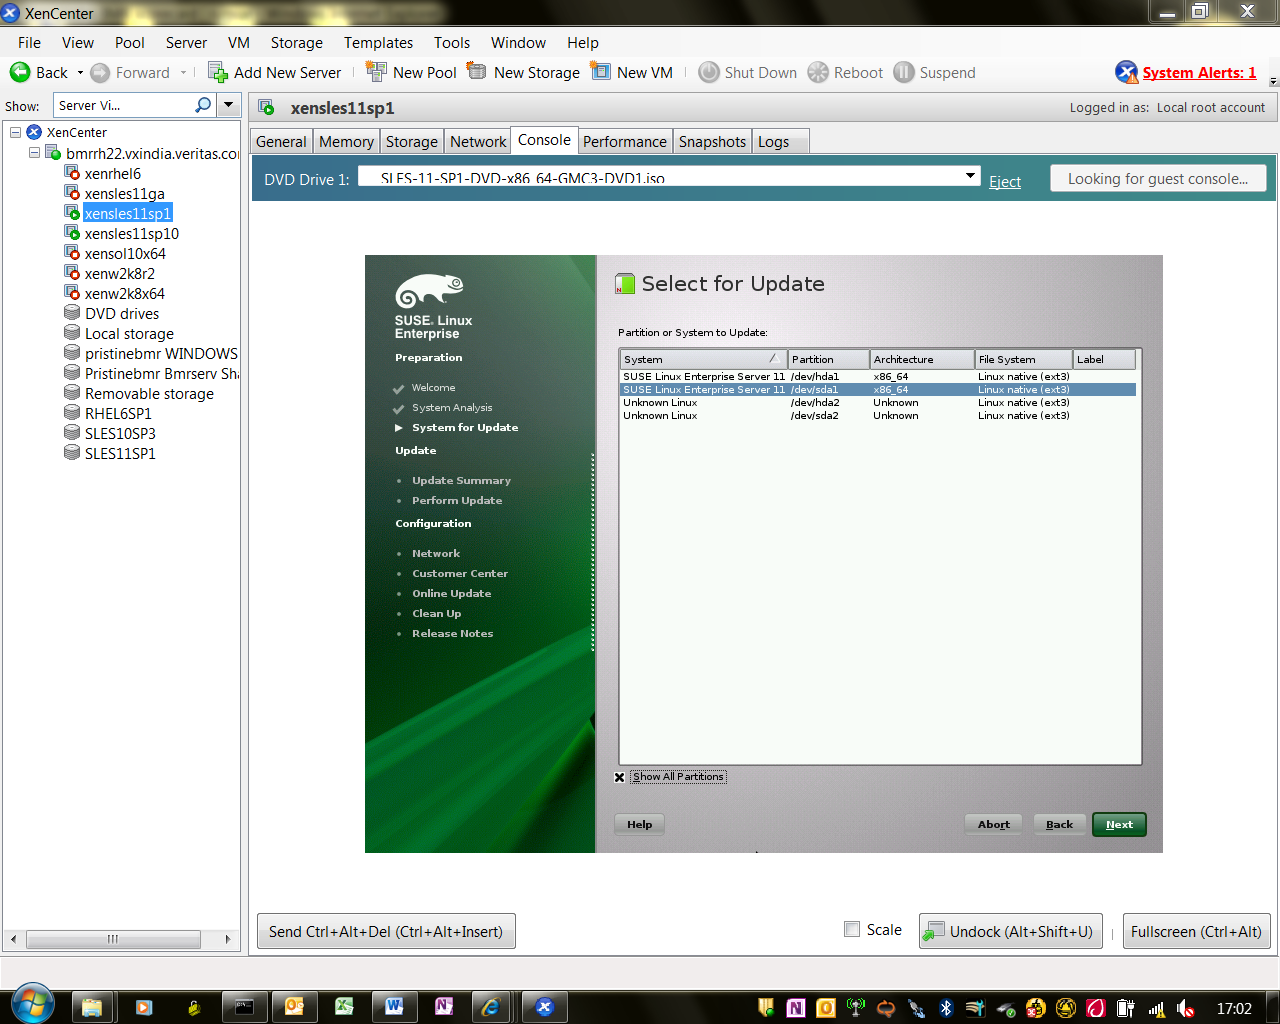 XenCenter
File View Pool Server VM Storage Templates Tools Window Help
Back Forward Add New Server New Pool New Storage New VM Shut Down Reboot Suspend System Alerts: 1
Show: Server Vi...
xensles11sp1 Logged in as: Local root account
XenCenter
bmrrh22.vxindia.veritas.co
xenrhel6
xensles11ga
xensles11sp1
xensles11sp10
xensol10x64
xenw2k8r2
xenw2k8x64
DVD drives
Local storage
pristinebmr WINDOWS
Pristinebmr Bmrserv Sha
Removable storage
RHEL6SP1
SLES10SP3
SLES11SP1
General Memory Storage Network Console Performance Snapshots Logs
DVD Drive 1: SLES-11-SP1-DVD-x86_64-GMC3-DVD1.iso Eject Looking for guest console...
SUSE. Linux
Enterprise
Preparation
Welcome
System Analysis
System for Update
Update
Update Summary
Perform Update
Configuration
Network
Customer Center
Online Update
Clean Up
Release Notes
Select for Update
Partition or System to Update:
System Partition Architecture File System Label
SUSE Linux Enterprise Server 11 /dev/hda1 x86_64 Linux native (ext3)
SUSE Linux Enterprise Server 11 /dev/sda1 x86_64 Linux native (ext3)
Unknown Linux /dev/hda2 Unknown Linux native (ext3)
Unknown Linux /dev/sda2 Unknown Linux native (ext3)
Show All Partitions
Help Abort Back Next
Send Ctrl+Alt+Del (Ctrl+Alt+Insert) Scale Undock (Alt+Shift+U) Fullscreen (Ctrl+Alt)
17:02